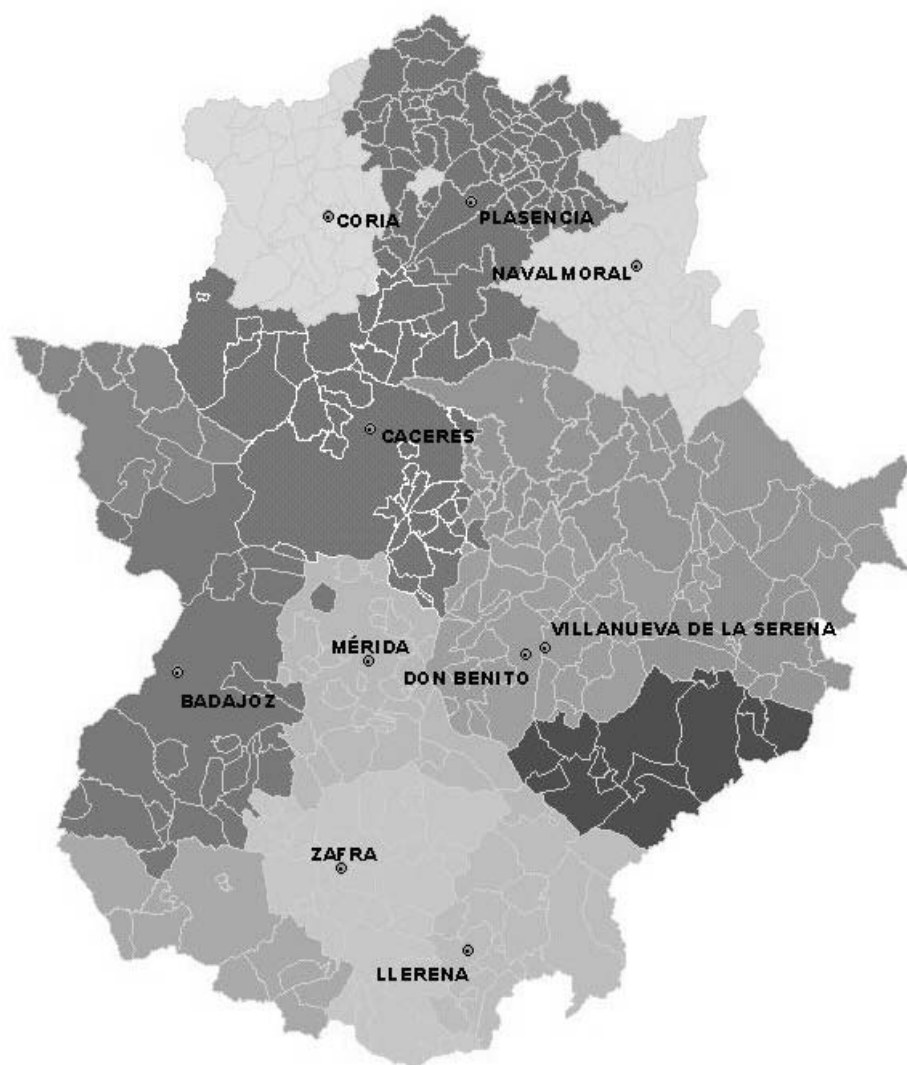 CORIA
PLASENCIA
NAVALMORAL
CACERES
VILLANUEVA DE LA SERENA
MÉRIDA
DON BENITO
BADAJOZ
ZAFRA
LLERENA